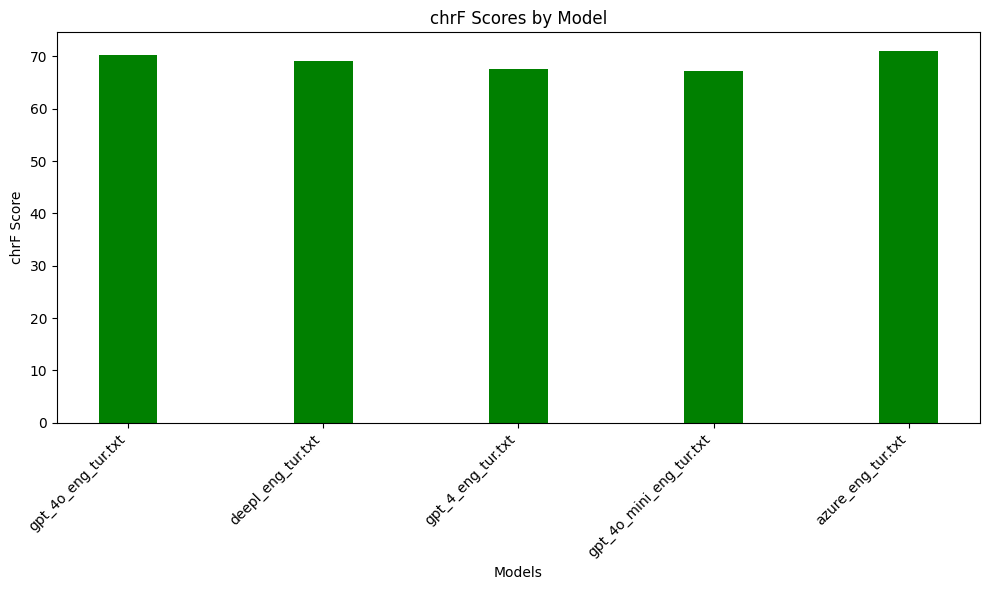 chrF Scores by Model
chrF Score
70
60
50
40
30
20
10
0
gpt_4o_eng_tur.txt
deepl_eng_tur.txt
gpt_4_eng_tur.txt
gpt_4o_mini_eng_tur.txt
azure_eng_tur.txt
Models